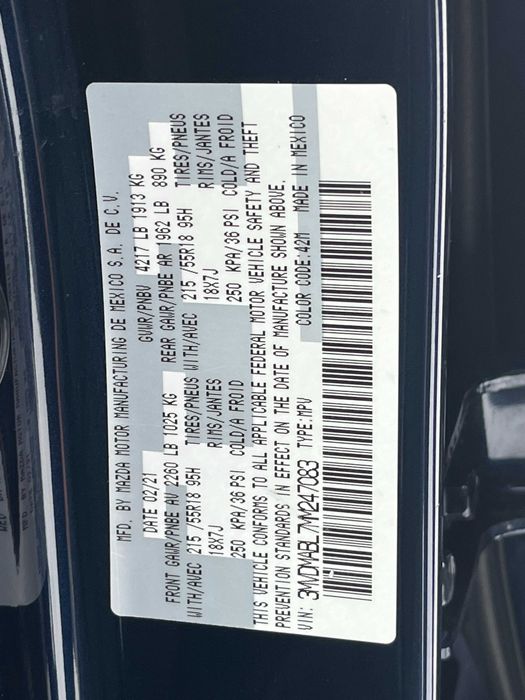 MFD. BY MAZDA MOTOR MANUFACTURING DE MEXICO S.A. DE C.V.
DATE 02/21 GVWR/PNBV 4217 LB 1913 KG
FRONT GAWR/PNBE AV 2260 LB 1025 KG REAR GAWR/PNBE AR 1962 LB 890 KG
WITH/AVEC 215 /55R18 95H TIRES/PNEUS WITH/AVEC 215 /55R18 95H TIRES/PNEUS
18X7J RIMS/JANTES 18X7J RIMS/JANTES
250 KPA/36 PSI COLD/A FROID 250 KPA/36 PSI COLD/A FROID
THIS VEHICLE CONFORMS TO ALL APPLICABLE FEDERAL MOTOR VEHICLE SAFETY AND THEFT
PREVENTION STANDARDS IN EFFECT ON THE DATE OF MANUFACTURE SHOWN ABOVE.
VIN: 3MVDMABL7MM247083 TYPE:MPV COLOR CODE:42M MADE IN MEXICO